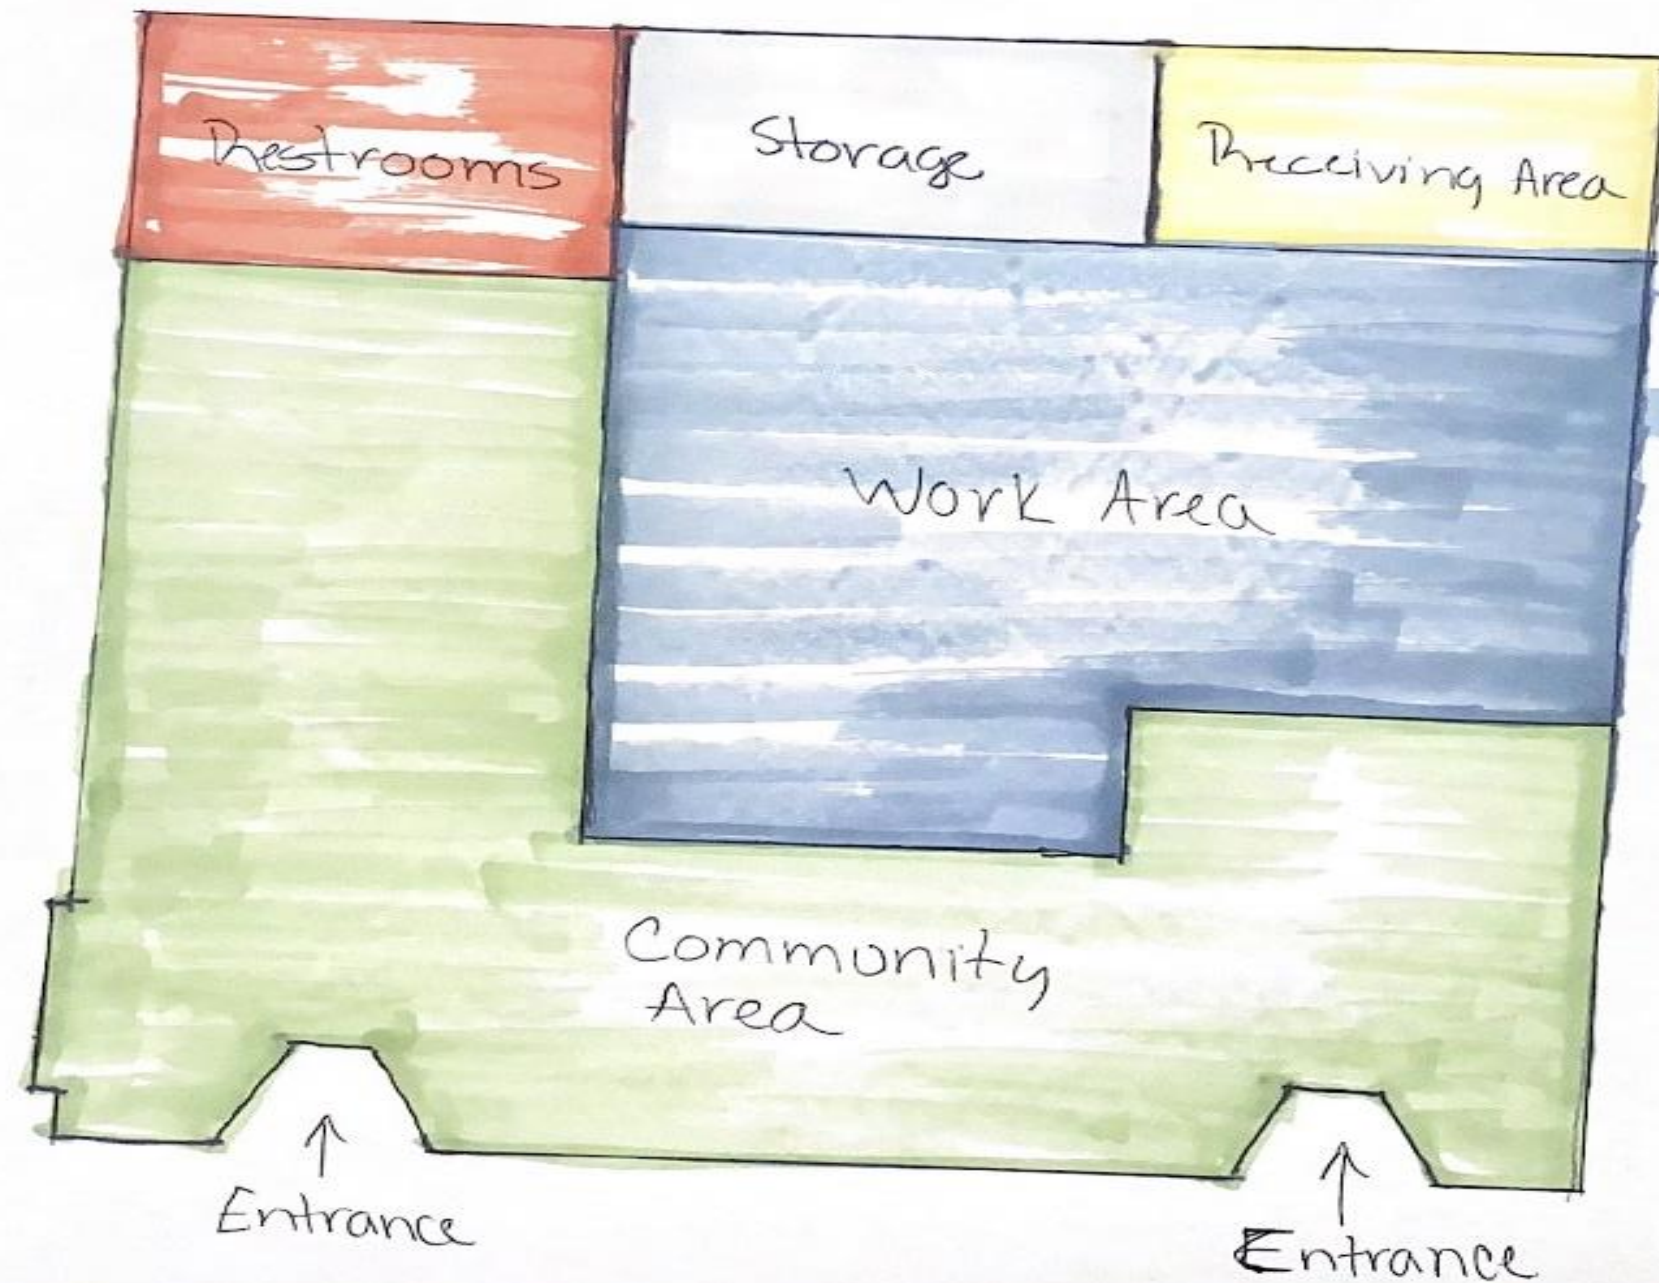 Restrooms
Storage
Receiving Area
Work Area
Community
Area
Entrance
Entrance